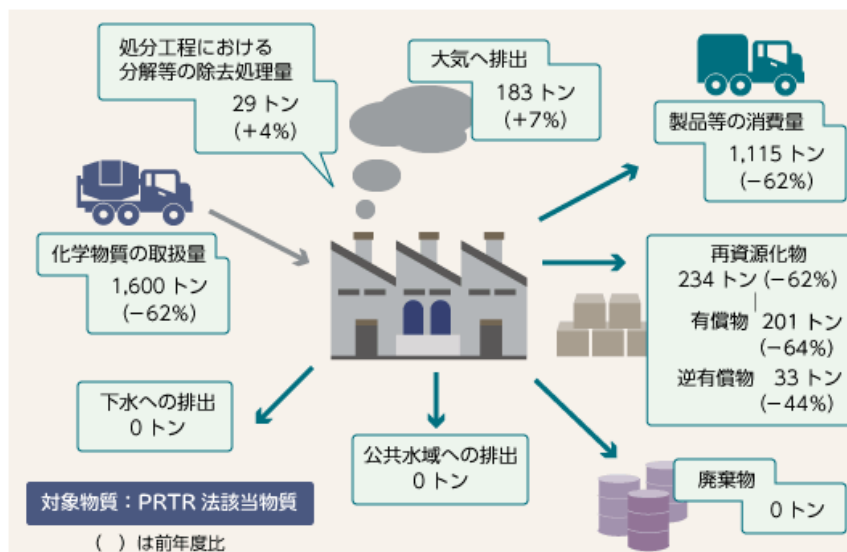 処分工程における
分解等の除去処理量
29 トン
(+4%)
大気へ排出
183 トン
(+7%)
製品等の消費量
1,115 トン
(−62%)
化学物質の取扱量
1,600 トン
(−62%)
再資源化物
234 トン (−62%)
有償物 201 トン
(−64%)
逆有償物 33 トン
(−44%)
下水への排出
0 トン
公共水域への排出
0 トン
廃棄物
0 トン
対象物質：PRTR 法該当物質
(　) は前年度比